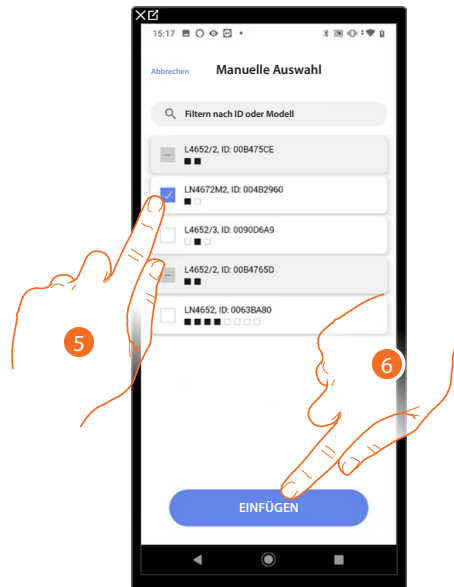 15:17
Abbrechen
Manuelle Auswahl
Filtern nach ID oder Modell
L4652/2, ID: 00B475CE
LN4672M2, ID: 004B2960
L4652/3, ID: 0090D6A9
L4652/2, ID: 00B4765D
LN4652, ID: 0063BA80
5
6
EINFÜGEN